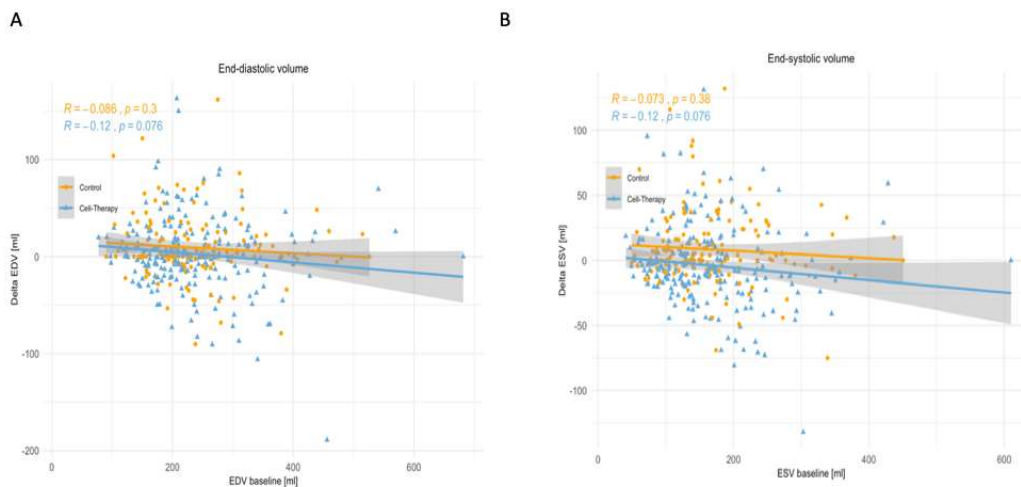 A
End-diastolic volume
R = −0.086 , p = 0.3
R = −0.12 , p = 0.076
Control
Cell-Therapy
Delta EDV [ml]
100
0
-100
-200
0
200
400
600
EDV baseline [ml]
B
End-systolic volume
R = −0.073 , p = 0.38
R = −0.12 , p = 0.076
Control
Cell-Therapy
Delta ESV [ml]
100
50
0
-50
-100
0
200
400
600
ESV baseline [ml]